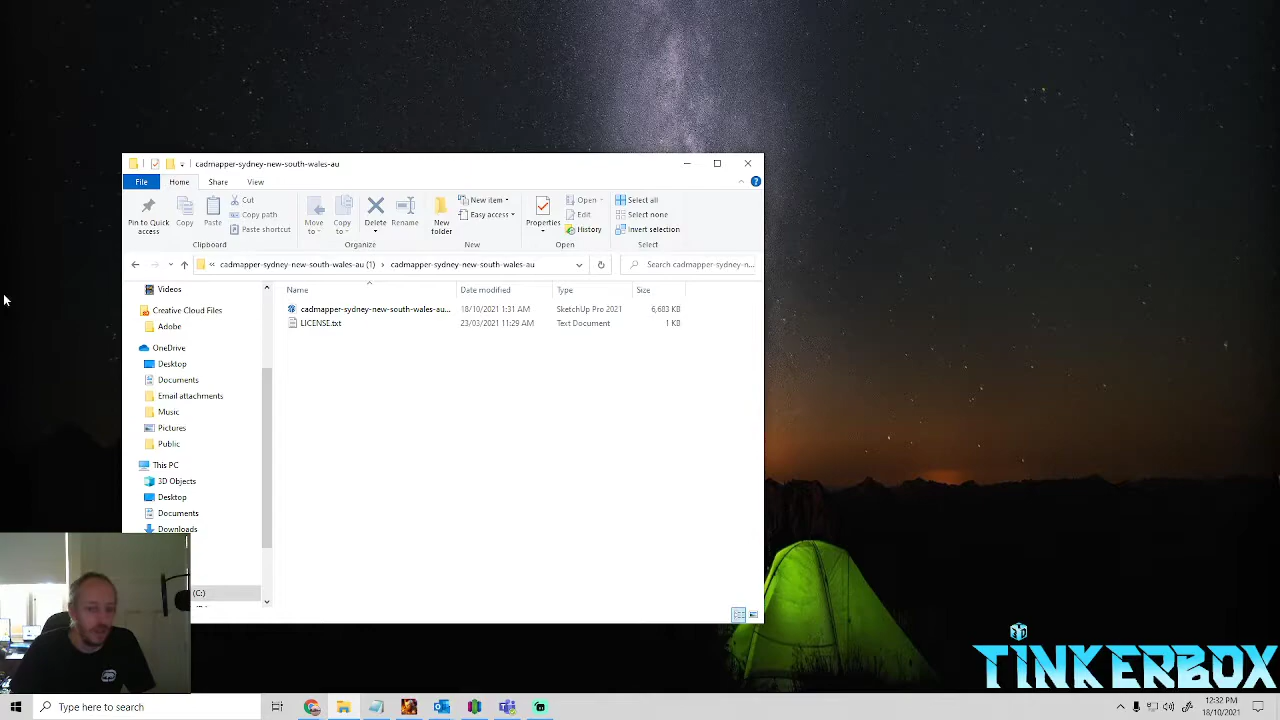 cadmapper-sydney-new-south-wales-au
File Home Share View
Pin to Quick access
Copy
Paste
Cut
Copy path
Paste shortcut
Clipboard
Move to
Copy to
Delete
Rename
Organize
New folder
New item
Easy access
New
Properties
Open
Edit
History
Open
Select all
Select none
Invert selection
Select
« cadmapper-sydney-new-south-wales-au (1) > cadmapper-sydney-new-south-wales-au
Search cadmapper-sydney-n...
Name Date modified Type Size
cadmapper-sydney-new-south-wales-au... 18/10/2021 1:31 AM SketchUp Pro 2021 6,683 KB
LICENSE.txt 23/03/2021 11:29 AM Text Document 1 KB
Videos
Creative Cloud Files
Adobe
OneDrive
Desktop
Documents
Email attachments
Music
Pictures
Public
This PC
3D Objects
Desktop
Documents
Downloads
(C:)
TINKERBOX
Type here to search
12:32 PM
18/10/2021